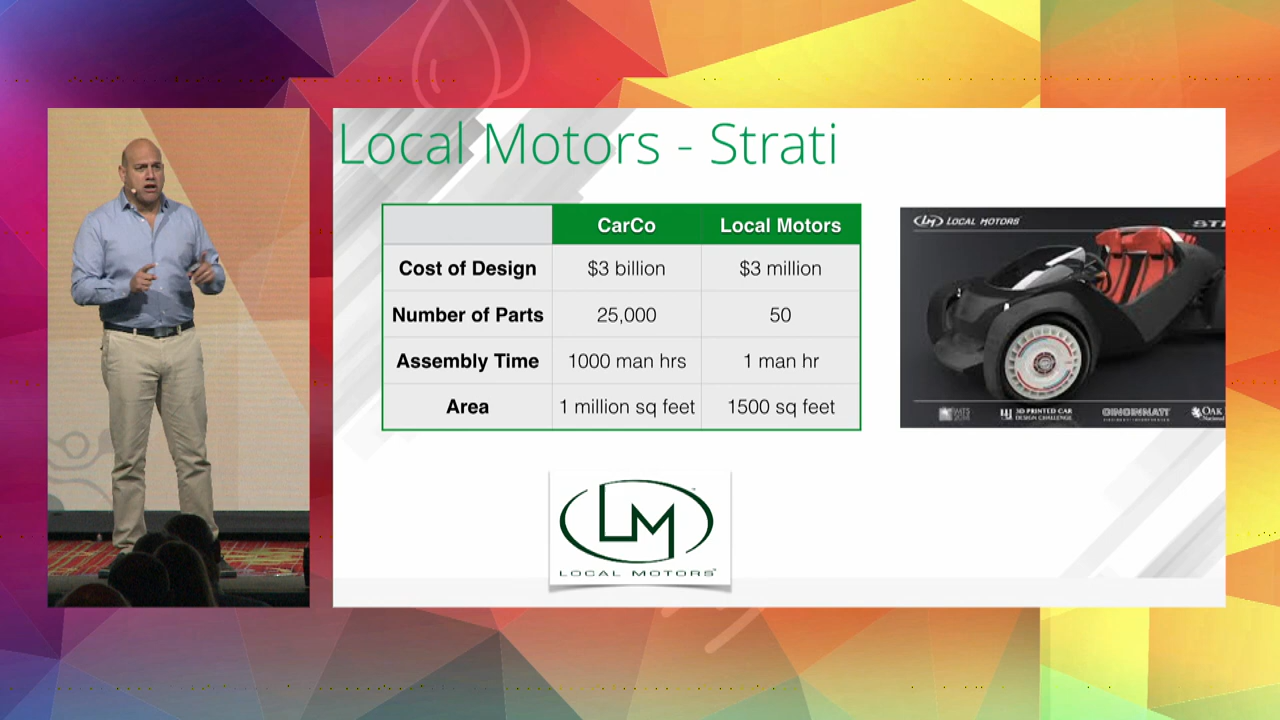 Local Motors - Strati
CarCo Local Motors
Cost of Design $3 billion $3 million
Number of Parts 25,000 50
Assembly Time 1000 man hrs 1 man hr
Area 1 million sq feet 1500 sq feet
LM LOCAL MOTORS
3D PRINTED CAR
DESIGN CHALLENGE
CINCINNATI
OAK
LM
LOCAL MOTORS